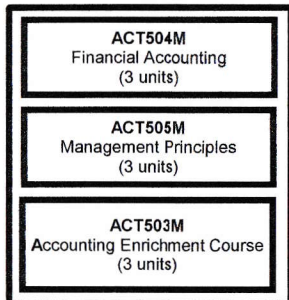 ACT504M
Financial Accounting
(3 units)
ACT505M
Management Principles
(3 units)
ACT503M
Accounting Enrichment Course
(3 units)